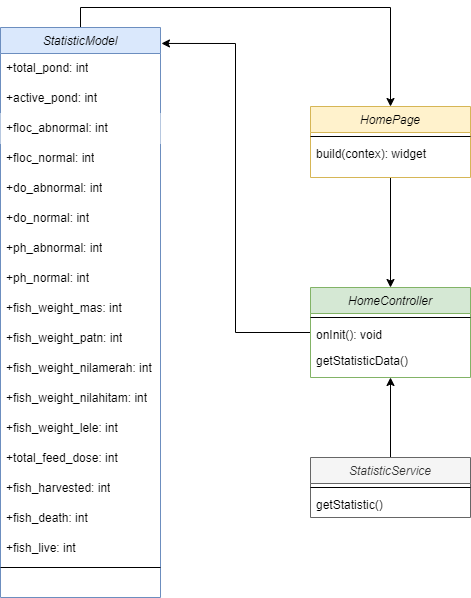 StatisticModel
+total_pond: int
+active_pond: int
+floc_abnormal: int
+floc_normal: int
+do_abnormal: int
+do_normal: int
+ph_abnormal: int
+ph_normal: int
+fish_weight_mas: int
+fish_weight_patn: int
+fish_weight_nilamerah: int
+fish_weight_nilahitam: int
+fish_weight_lele: int
+total_feed_dose: int
+fish_harvested: int
+fish_death: int
+fish_live: int
HomePage
build(contex): widget
HomeController
onInit(): void
getStatisticData()
StatisticService
getStatistic()